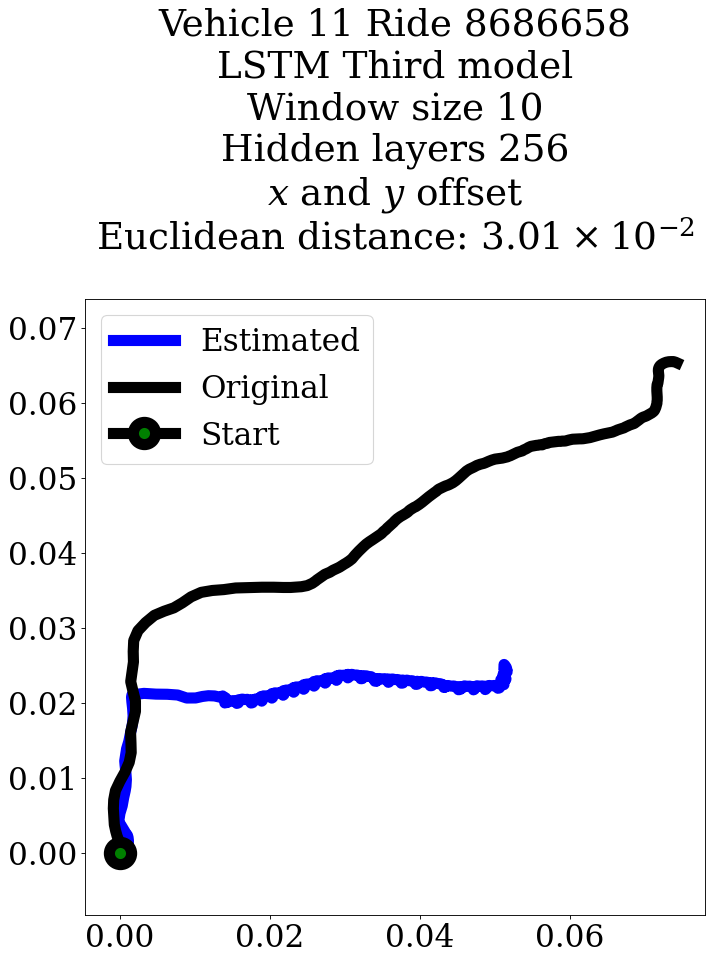 Vehicle 11 Ride 8686658
LSTM Third model
Window size 10
Hidden layers 256
x and y offset
Euclidean distance: 3.01 × 10⁻²
Estimated
Original
Start
0.07
0.06
0.05
0.04
0.03
0.02
0.01
0.00
0.00 0.02 0.04 0.06